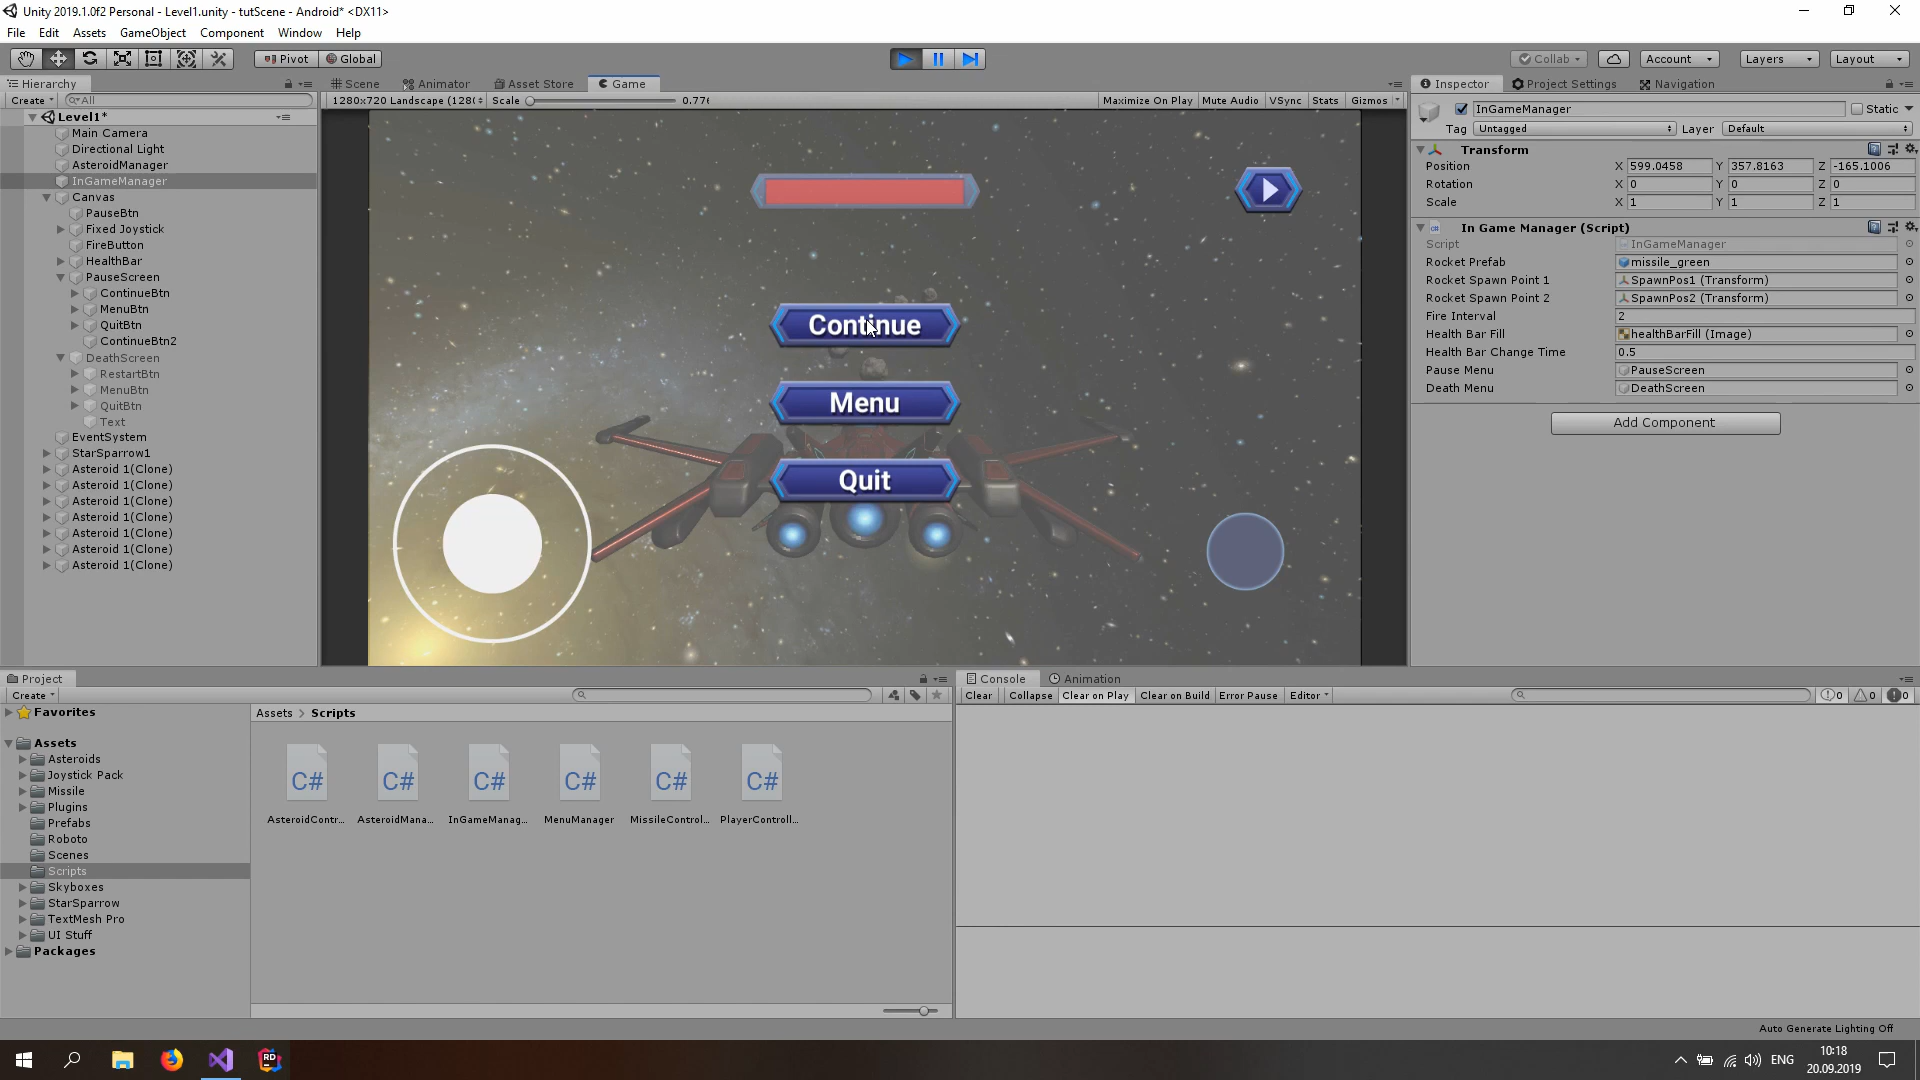 Unity 2019.1.0f2 Personal - Level1.unity - tutScene - Android* <DX11>
File Edit Assets GameObject Component Window Help
Pivot Global Collab Account Layers Layout
Hierarchy Scene Animator Asset Store Game Inspector Project Settings Navigation
Create All 1280x720 Landscape (128( Scale 0.776 Maximize On Play Mute Audio VSync Stats Gizmos
Level1*
Main Camera
Directional Light
AsteroidManager
InGameManager
Canvas
PauseBtn
Fixed Joystick
FireButton
HealthBar
PauseScreen
ContinueBtn
MenuBtn
QuitBtn
ContinueBtn2
DeathScreen
RestartBtn
MenuBtn
QuitBtn
Text
EventSystem
StarSparrow1
Asteroid 1(Clone)
Asteroid 1(Clone)
Asteroid 1(Clone)
Asteroid 1(Clone)
Asteroid 1(Clone)
Asteroid 1(Clone)
Asteroid 1(Clone)
Continue
Menu
Quit
InGameManager Static
Tag Untagged Layer Default
Transform
Position X 599.0458 Y 357.8163 Z -165.1006
Rotation X 0 Y 0 Z 0
Scale X 1 Y 1 Z 1
In Game Manager (Script)
Script InGameManager
Rocket Prefab missile_green
Rocket Spawn Point 1 SpawnPos1 (Transform)
Rocket Spawn Point 2 SpawnPos2 (Transform)
Fire Interval 2
Health Bar Fill healthBarFill (Image)
Health Bar Change Time 0.5
Pause Menu PauseScreen
Death Menu DeathScreen
Add Component
Project
Create
Favorites
Assets
Asteroids
Joystick Pack
Missile
Plugins
Prefabs
Roboto
Scenes
Scripts
Skyboxes
StarSparrow
TextMesh Pro
UI Stuff
Packages
Assets > Scripts
C# C# C# C# C# C#
AsteroidContr... AsteroidMana... InGameManag... MenuManager MissileControl... PlayerControll...
Console Animation
Clear Collapse Clear on Play Clear on Build Error Pause Editor 0 0 0
Auto Generate Lighting Off
RD
ENG
10:18
20.09.2019